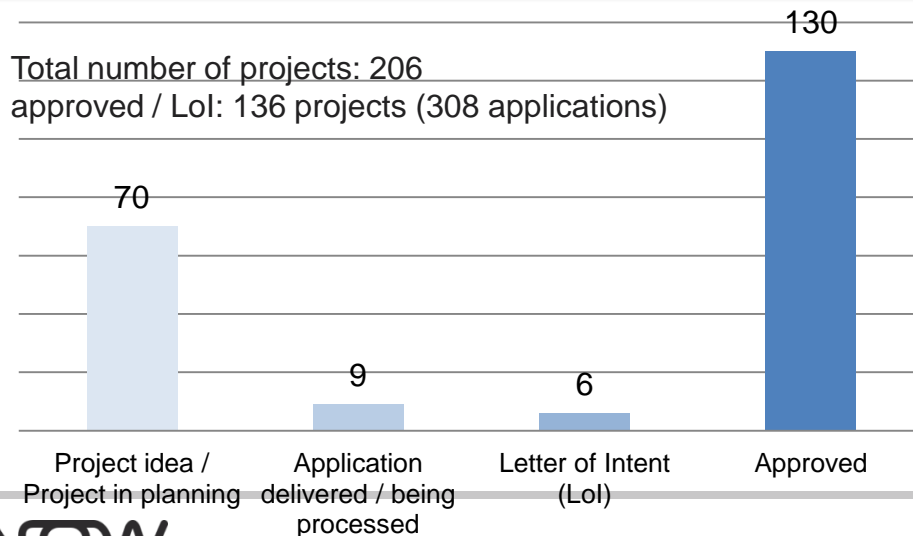 130
Total number of projects: 206
approved / LoI: 136 projects (308 applications)
70
9
6
Project idea /
Project in planning
Application
delivered / being
processed
Letter of Intent
(LoI)
Approved